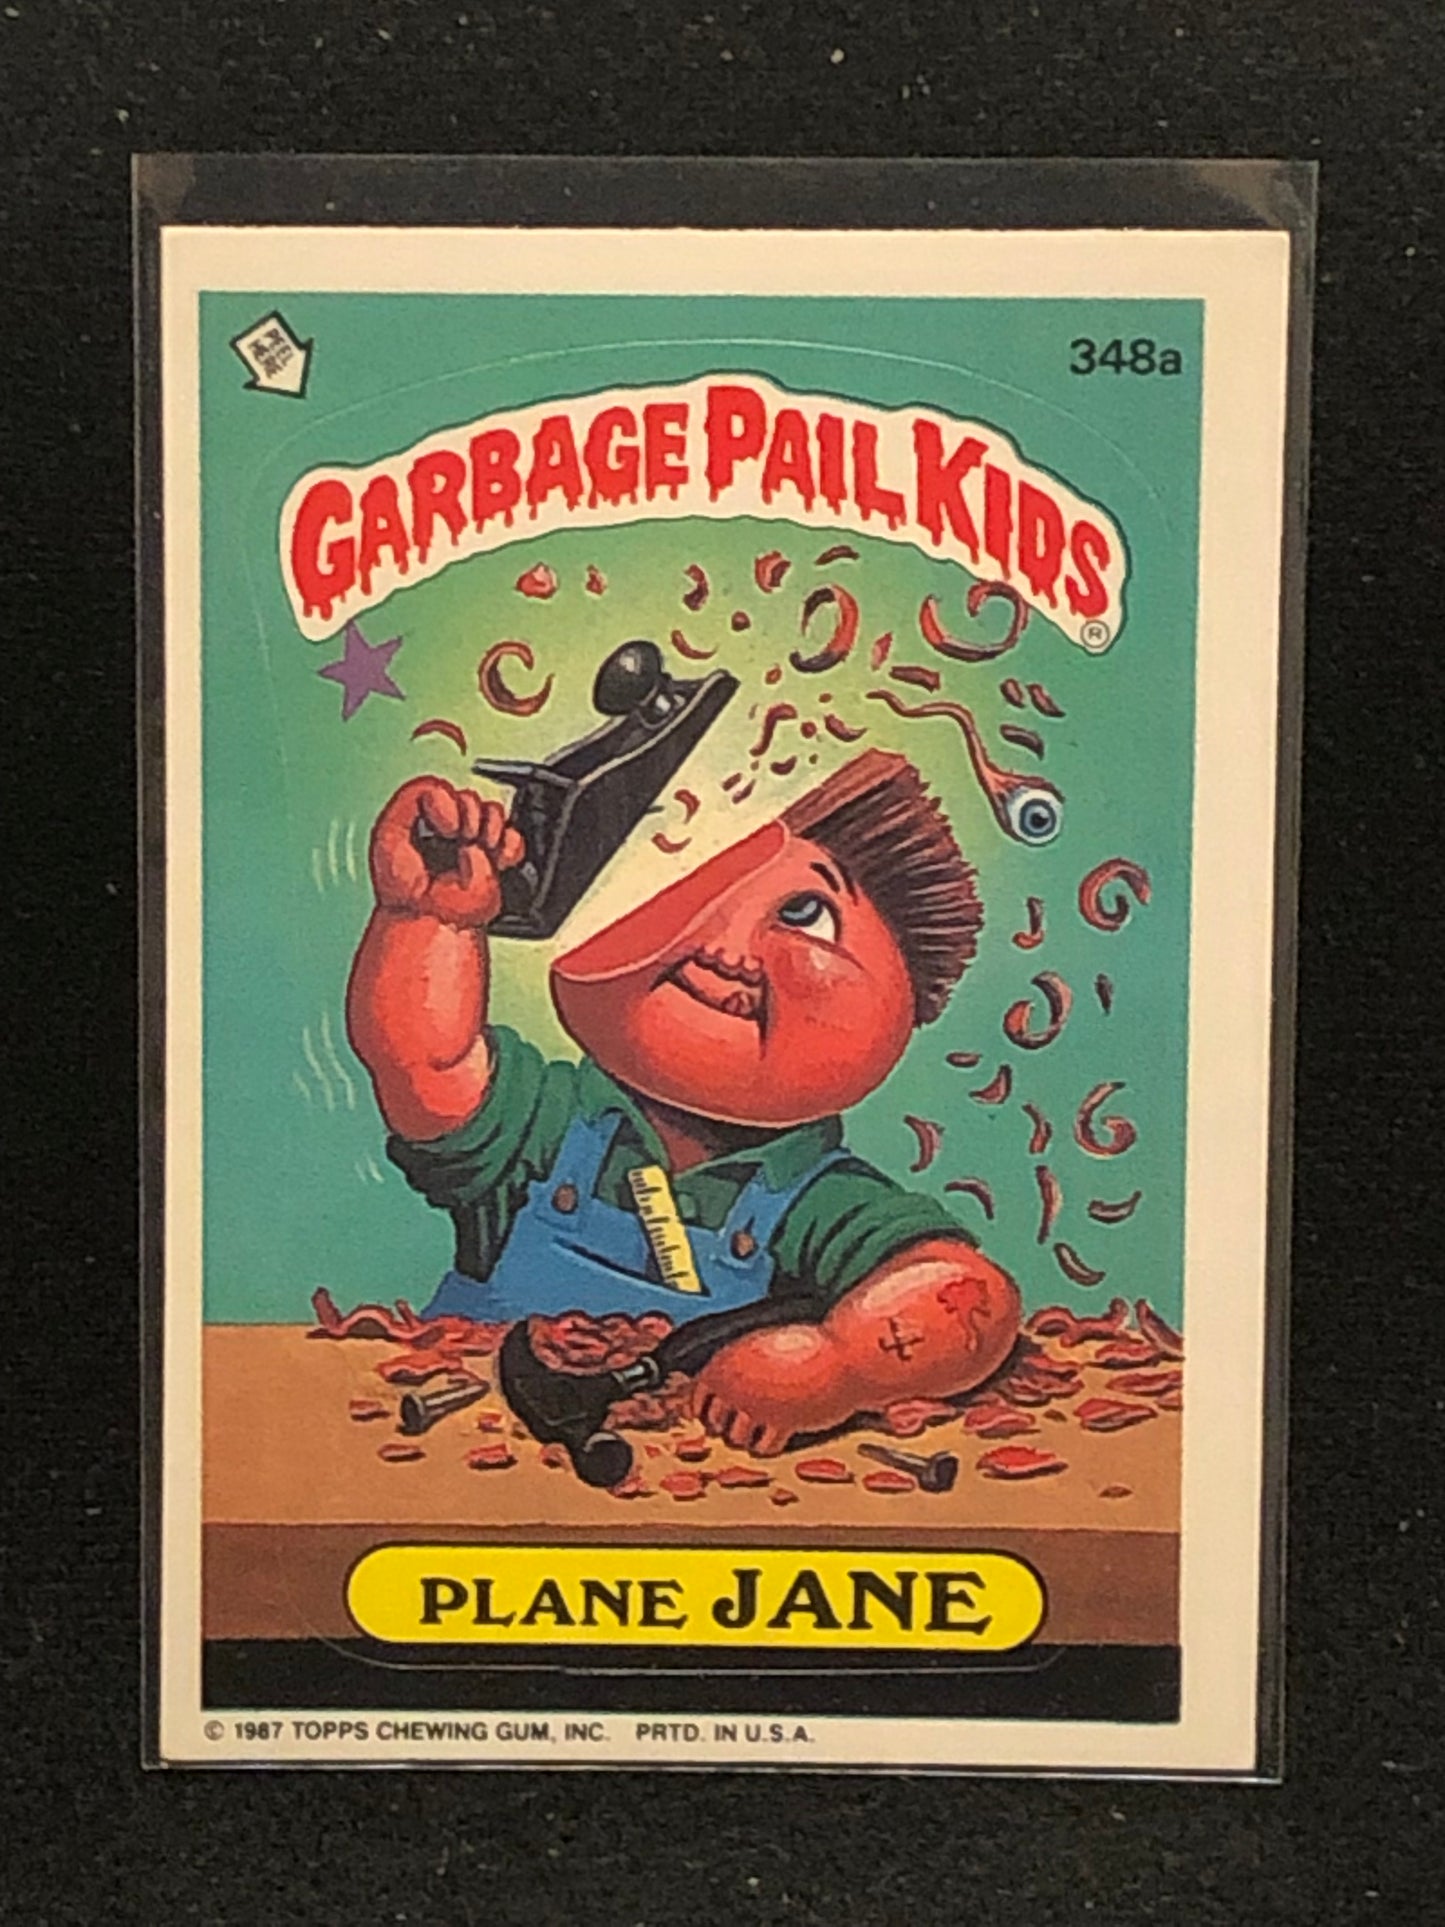 348a
GARBAGE PAIL KIDS
®
PLANE JANE
© 1987 TOPPS CHEWING GUM, INC. PRTD. IN U.S.A.